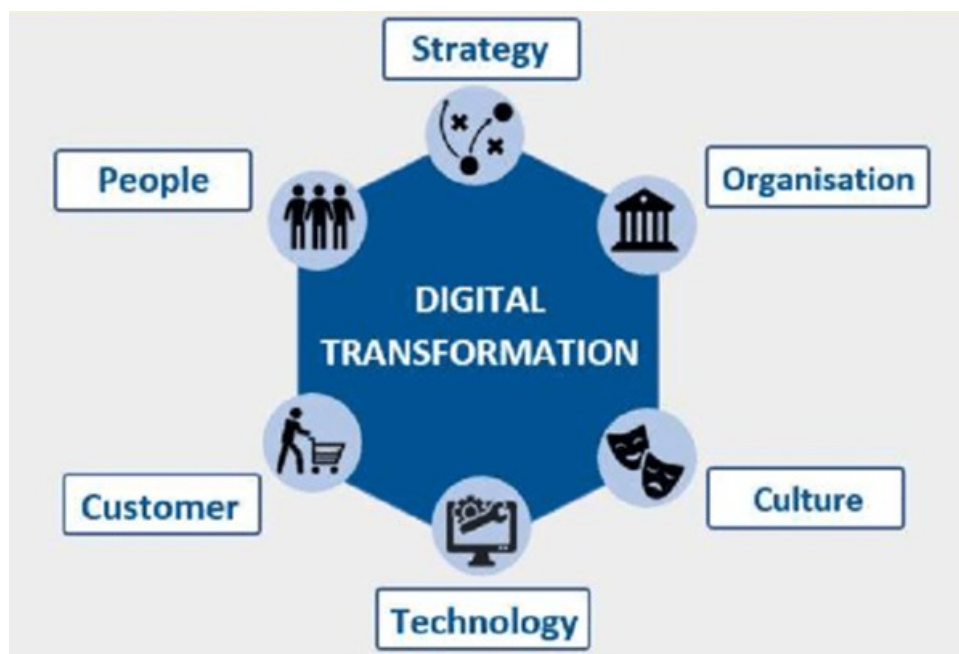 Strategy
People
Organisation
DIGITAL
TRANSFORMATION
Customer
Culture
Technology